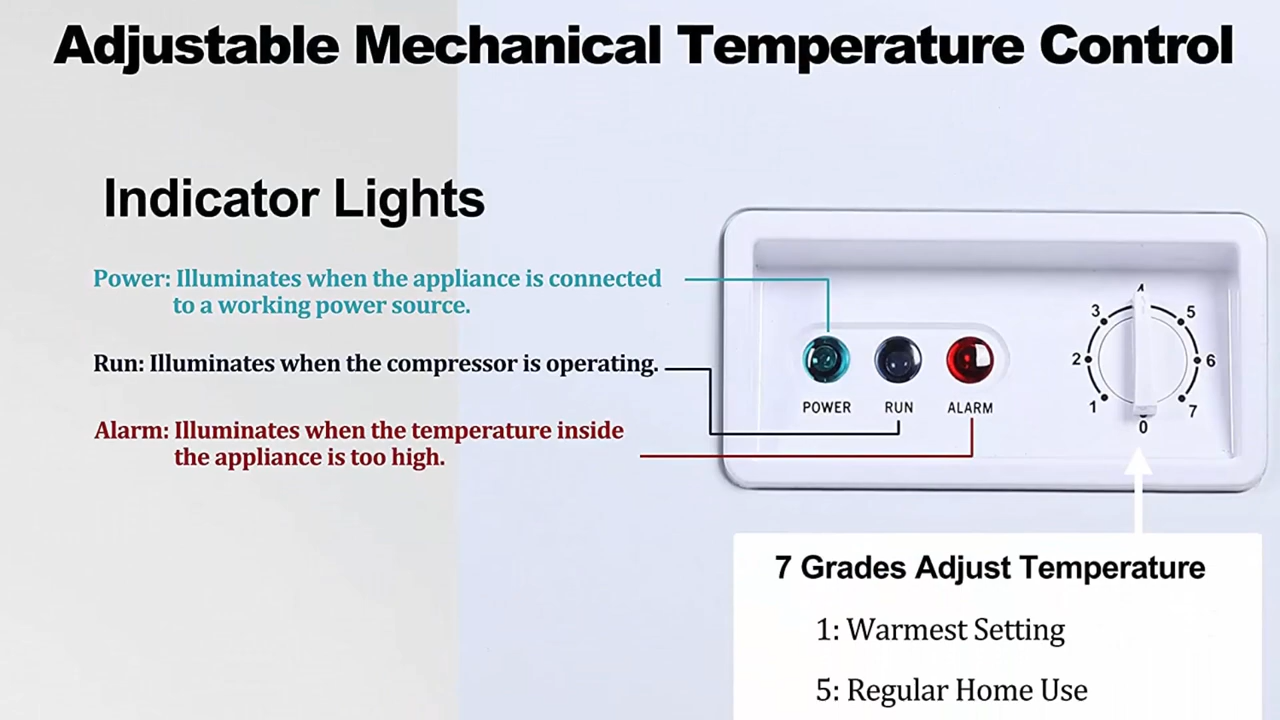 Adjustable Mechanical Temperature Control
Indicator Lights
Power: Illuminates when the appliance is connected
to a working power source.
Run: Illuminates when the compressor is operating.
Alarm: Illuminates when the temperature inside
the appliance is too high.
POWER RUN ALARM
4
3 5
2 6
1 7
0
7 Grades Adjust Temperature
1: Warmest Setting
5: Regular Home Use